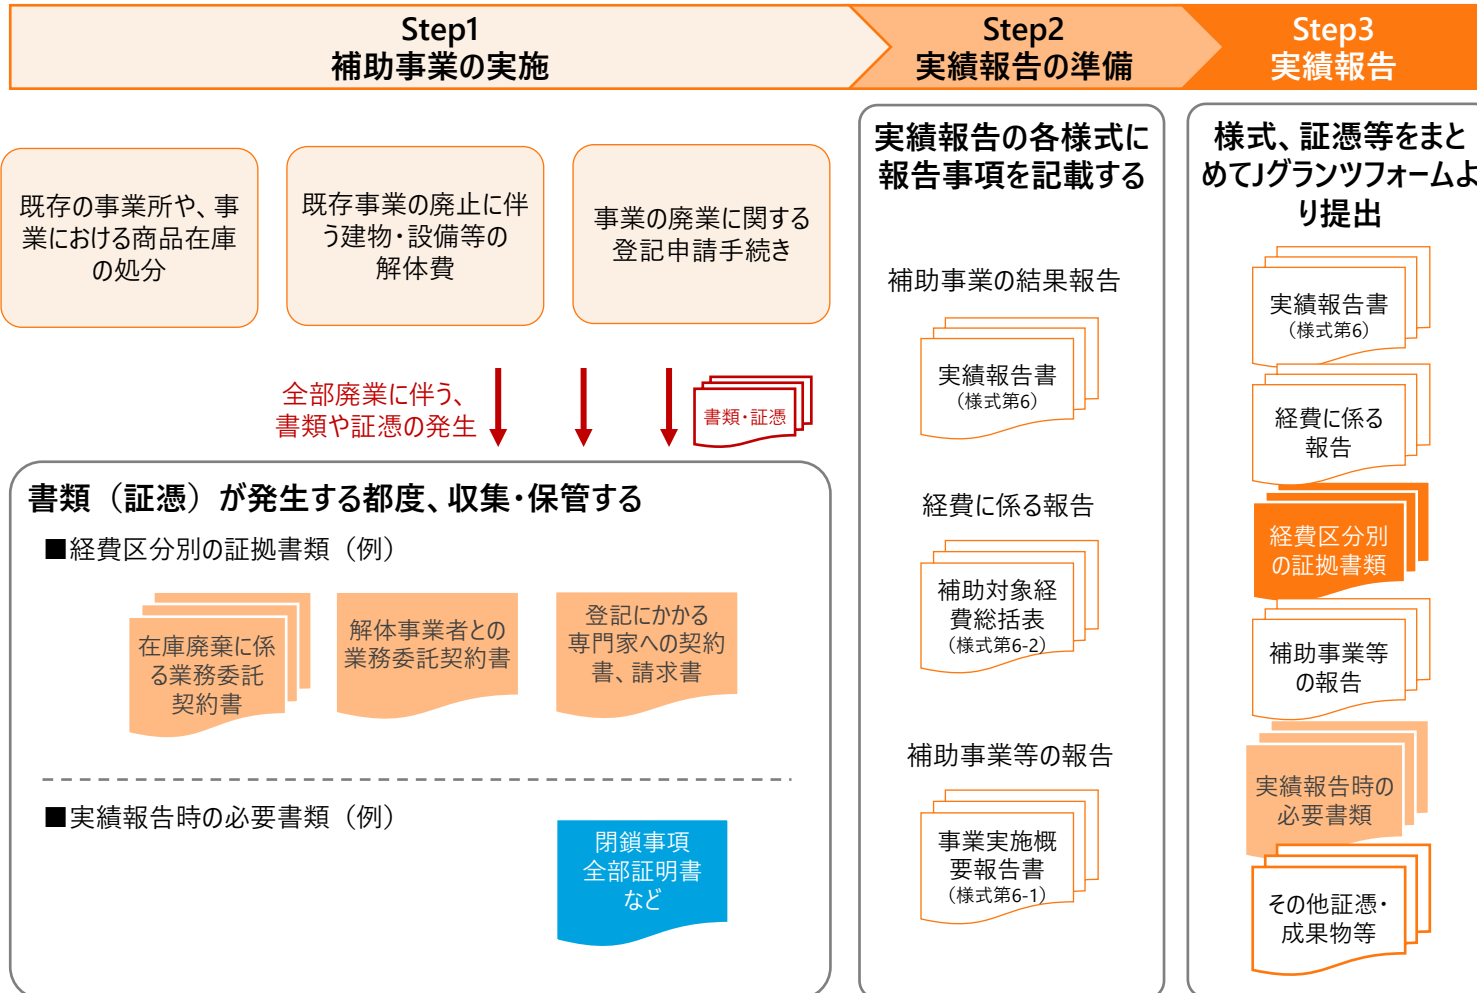 Step1
補助事業の実施
Step2
実績報告の準備
Step3
実績報告
既存の事業所や、事
業における商品在庫
の処分
既存事業の廃止に伴
う建物・設備等の
解体費
事業の廃業に関する
登記申請手続き
全部廃業に伴う、
書類や証憑の発生
書類・証憑
書類（証憑）が発生する都度、収集・保管する
■経費区分別の証拠書類（例）
在庫廃棄に係
る業務委託
契約書
解体事業者との
業務委託契約書
登記にかかる
専門家への契約
書、請求書
■実績報告時の必要書類（例）
閉鎖事項
全部証明書
など
実績報告の各様式に
報告事項を記載する
補助事業の結果報告
実績報告書
（様式第6）
経費に係る報告
補助対象経
費総括表
（様式第6-2）
補助事業等の報告
事業実施概
要報告書
（様式第6-1）
様式、証憑等をまと
めてJグランツフォームよ
り提出
実績報告書
（様式第6）
経費に係る
報告
経費区分別
の証拠書類
補助事業等
の報告
実績報告時の
必要書類
その他証憑・
成果物等